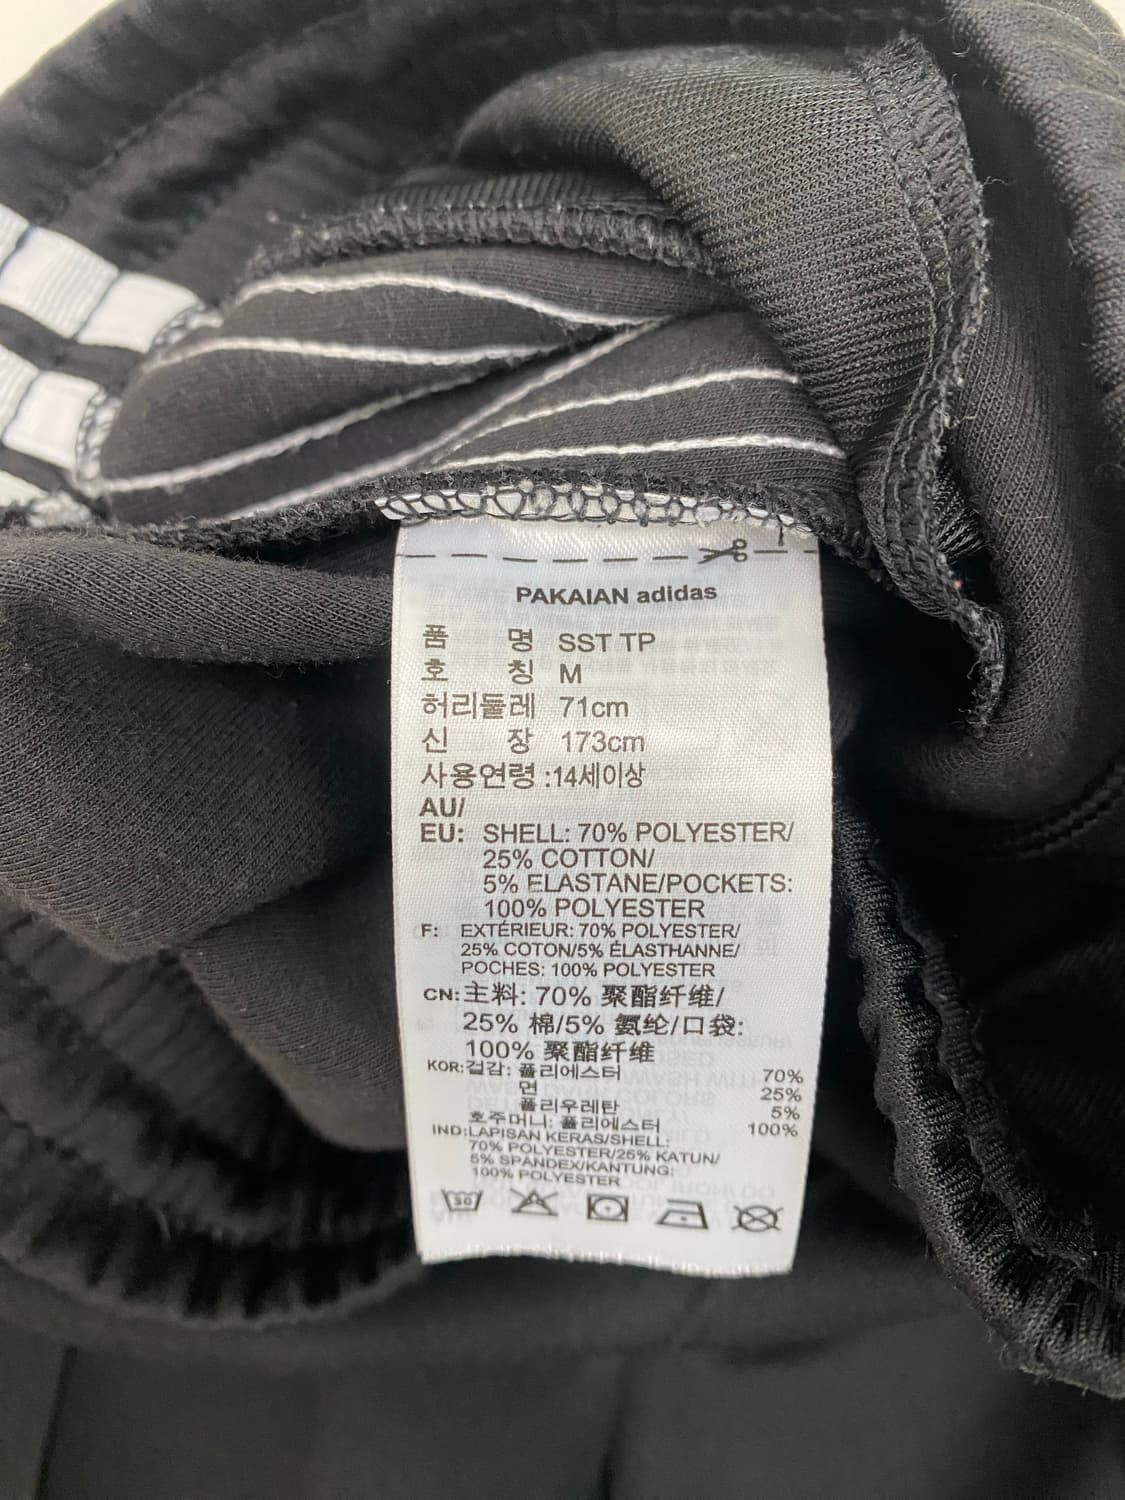 PAKAIAN adidas
품 명 SST TP
호 칭 M
허리둘레 71cm
신 장 173cm
사용연령 :14세이상
AU/
EU: SHELL: 70% POLYESTER/
25% COTTON/
5% ELASTANE/POCKETS:
100% POLYESTER
F: EXTÉRIEUR: 70% POLYESTER/
25% COTON/5% ÉLASTHANNE/
POCHES: 100% POLYESTER
CN: 主料: 70% 聚酯纤维/
25% 棉/5% 氨纶/口袋:
100% 聚酯纤维
KOR: 겉감: 폴리에스터 70%
면 25%
폴리우레탄 5%
호주머니: 폴리에스터 100%
IND: LAPISAN KERAS/SHELL:
70% POLYESTER/25% KATUN/
5% SPANDEX/KANTUNG:
100% POLYESTER
30